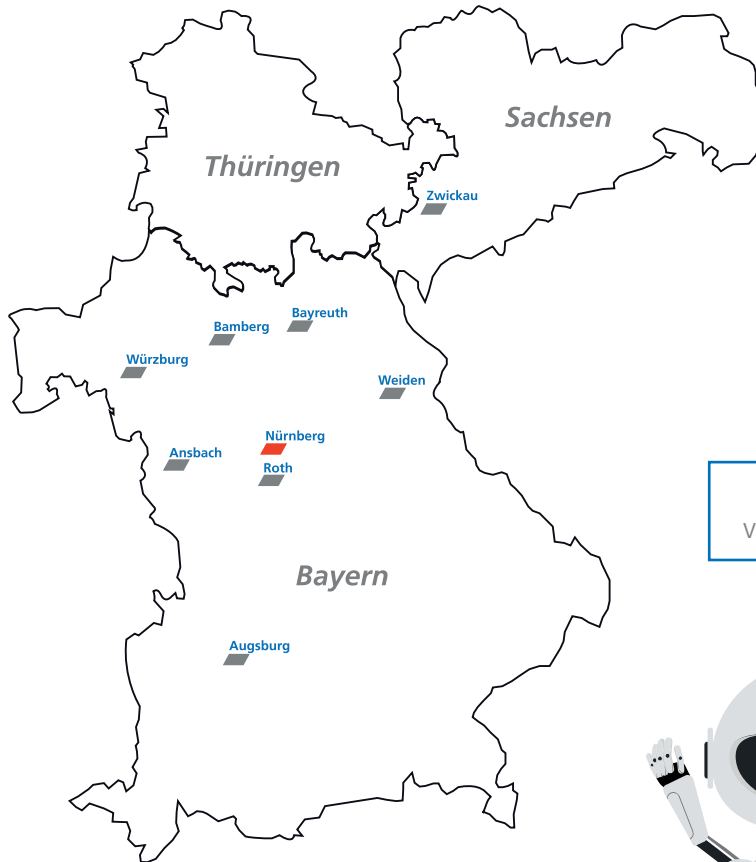 Sachsen
Thüringen
Zwickau
Bayreuth
Bamberg
Würzburg
Weiden
Nürnberg
Ansbach
Roth
V
Bayern
Augsburg